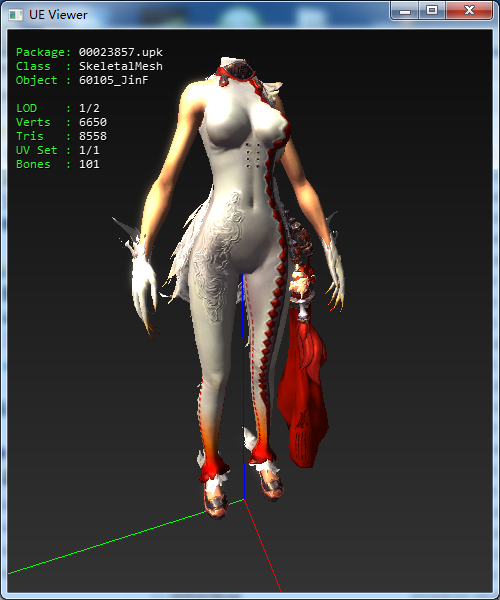 UE Viewer
Package: 00023857.upk
Class : SkeletalMesh
Object : 60105_JinF
LOD : 1/2
Verts : 6650
Tris : 8558
UV Set : 1/1
Bones : 101